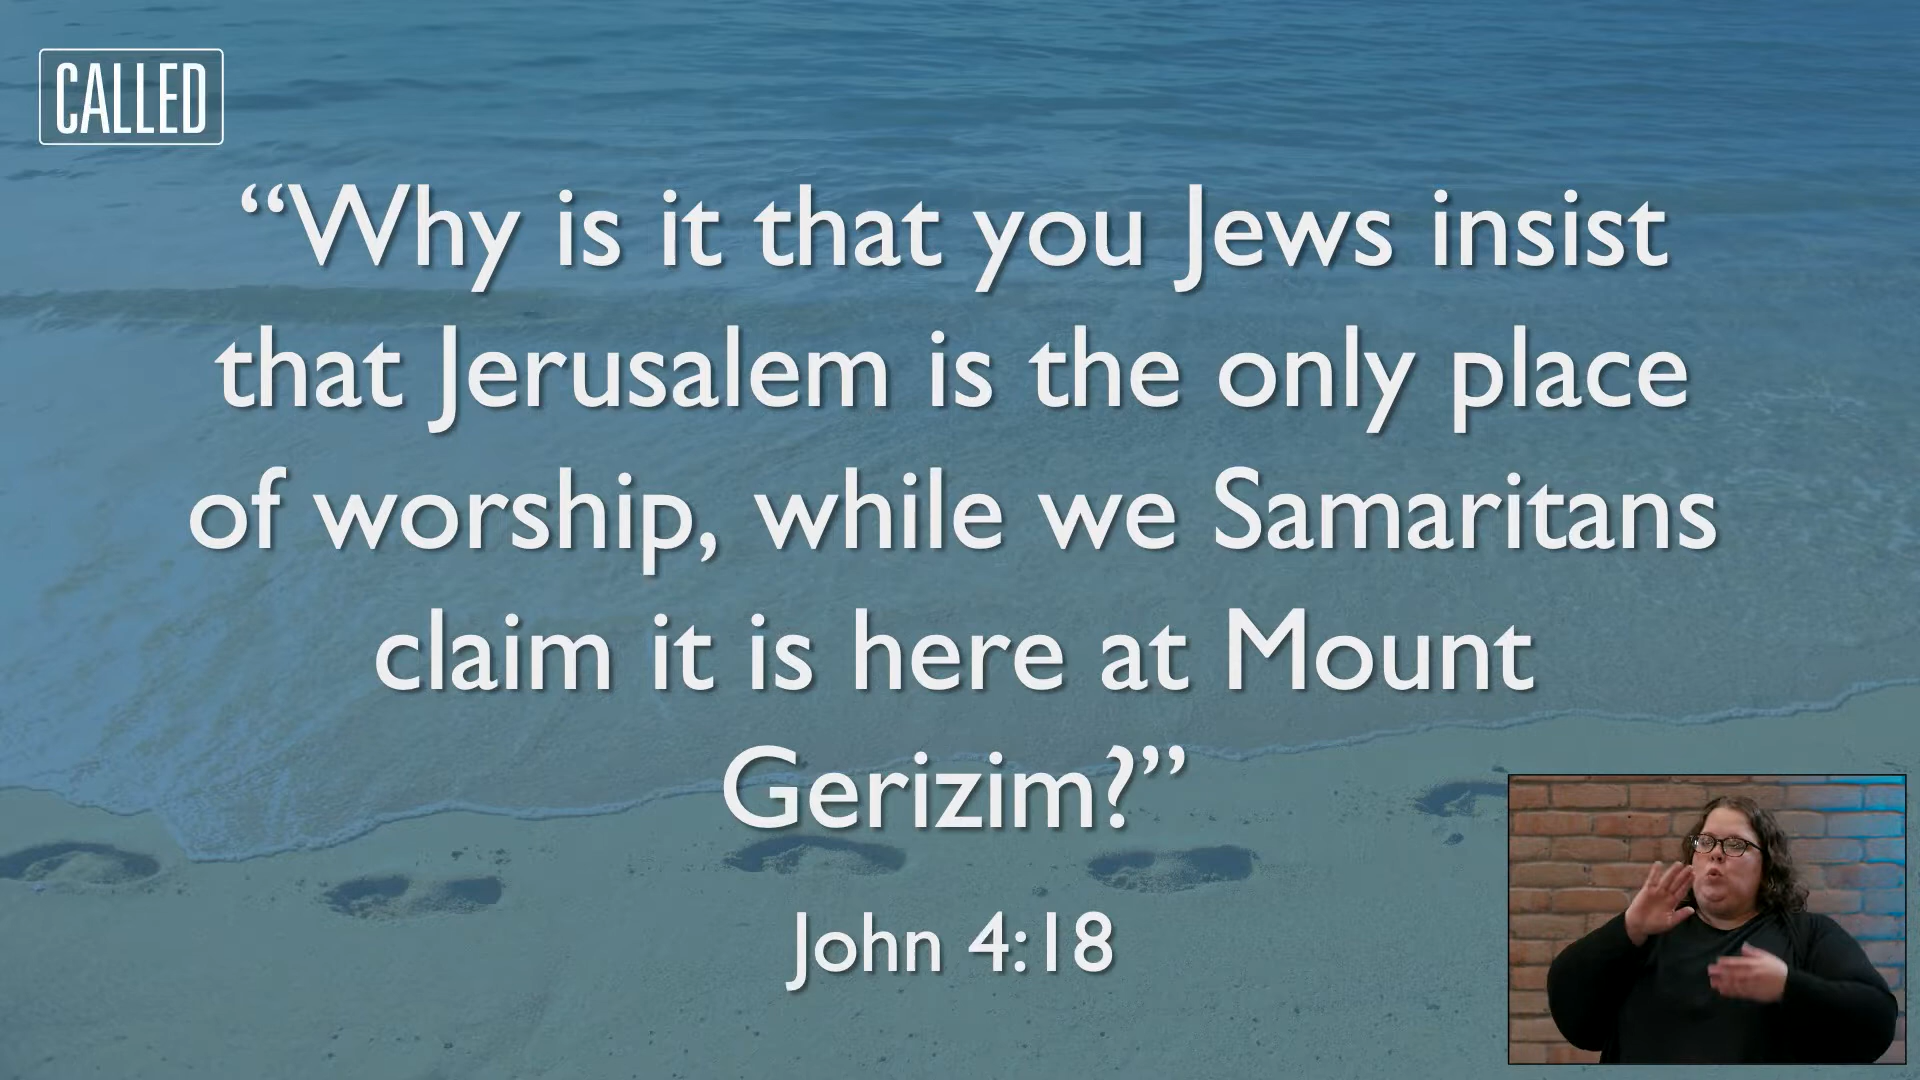 CALLED
“Why is it that you Jews insist
that Jerusalem is the only place
of worship, while we Samaritans
claim it is here at Mount
Gerizim?”
John 4:18